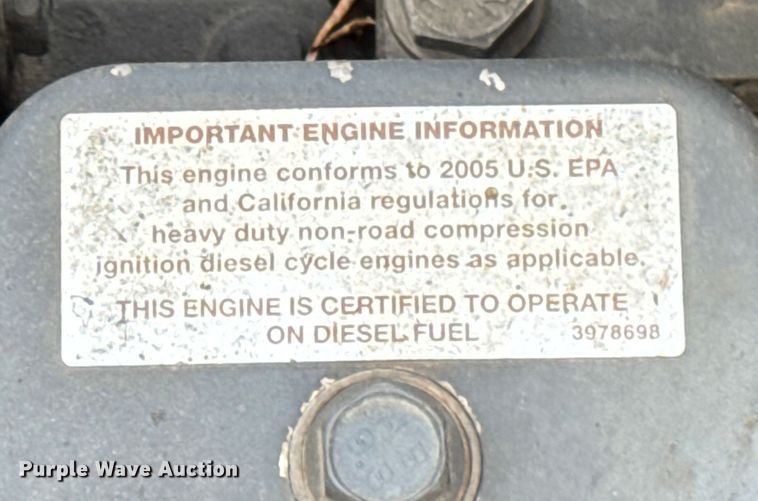 IMPORTANT ENGINE INFORMATION
This engine conforms to 2005 U.S. EPA
and California regulations for
heavy duty non-road compression
ignition diesel cycle engines as applicable.
THIS ENGINE IS CERTIFIED TO OPERATE
ON DIESEL FUEL 3978698
Purple Wave Auction